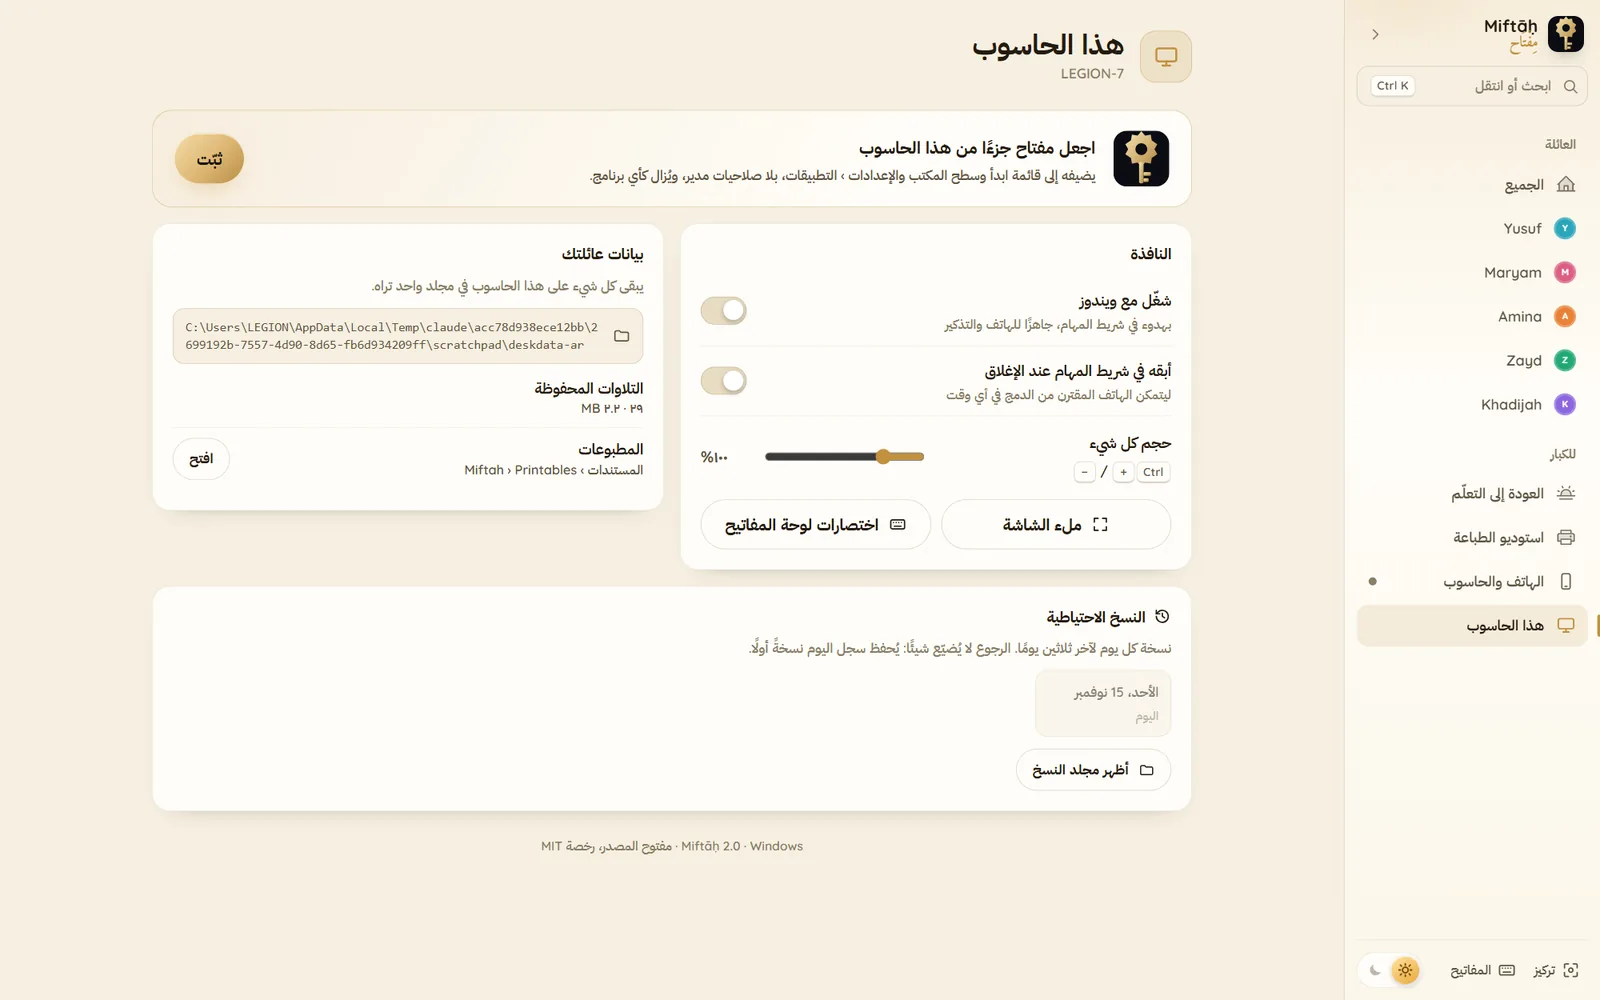 Miftāḥ
مِفتاح
ابحث أو انتقل
Ctrl K
العائلة
الجميع
Y Yusuf
M Maryam
A Amina
Z Zayd
K Khadijah
للكبار
العودة إلى التعلّم
استوديو الطباعة
الهاتف والحاسوب
هذا الحاسوب
تركيز
المفاتيح
هذا الحاسوب
LEGION-7
اجعل مفتاح جزءًا من هذا الحاسوب
يضيفه إلى قائمة ابدأ وسطح المكتب والإعدادات › التطبيقات، بلا صلاحيات مدير، ويُزال كأي برنامج.
ثبّت
النافذة
شغّل مع ويندوز
بهدوء في شريط المهام، جاهزًا للهاتف والتذكير
أبقه في شريط المهام عند الإغلاق
ليتمكن الهاتف المقترن من الدمج في أي وقت
حجم كل شيء
Ctrl + / −
%١٠٠
ملء الشاشة
اختصارات لوحة المفاتيح
بيانات عائلتك
يبقى كل شيء على هذا الحاسوب في مجلد واحد تراه.
C:\Users\LEGION\AppData\Local\Temp\claude\acc78d938ece12bb\2
699192b-7557-4d90-8d65-fb6d934209ff\scratchpad\deskdata-ar
التلاوات المحفوظة
٢٩ · ٢.٢ MB
المطبوعات
المستندات › Miftah › Printables
افتح
النسخ الاحتياطية
نسخة كل يوم لآخر ثلاثين يومًا. الرجوع لا يُضيّع شيئًا: يُحفظ سجل اليوم نسخةً أولًا.
الأحد، 15 نوفمبر
اليوم
أظهر مجلد النسخ
Miftāḥ 2.0 · Windows · مفتوح المصدر، رخصة MIT